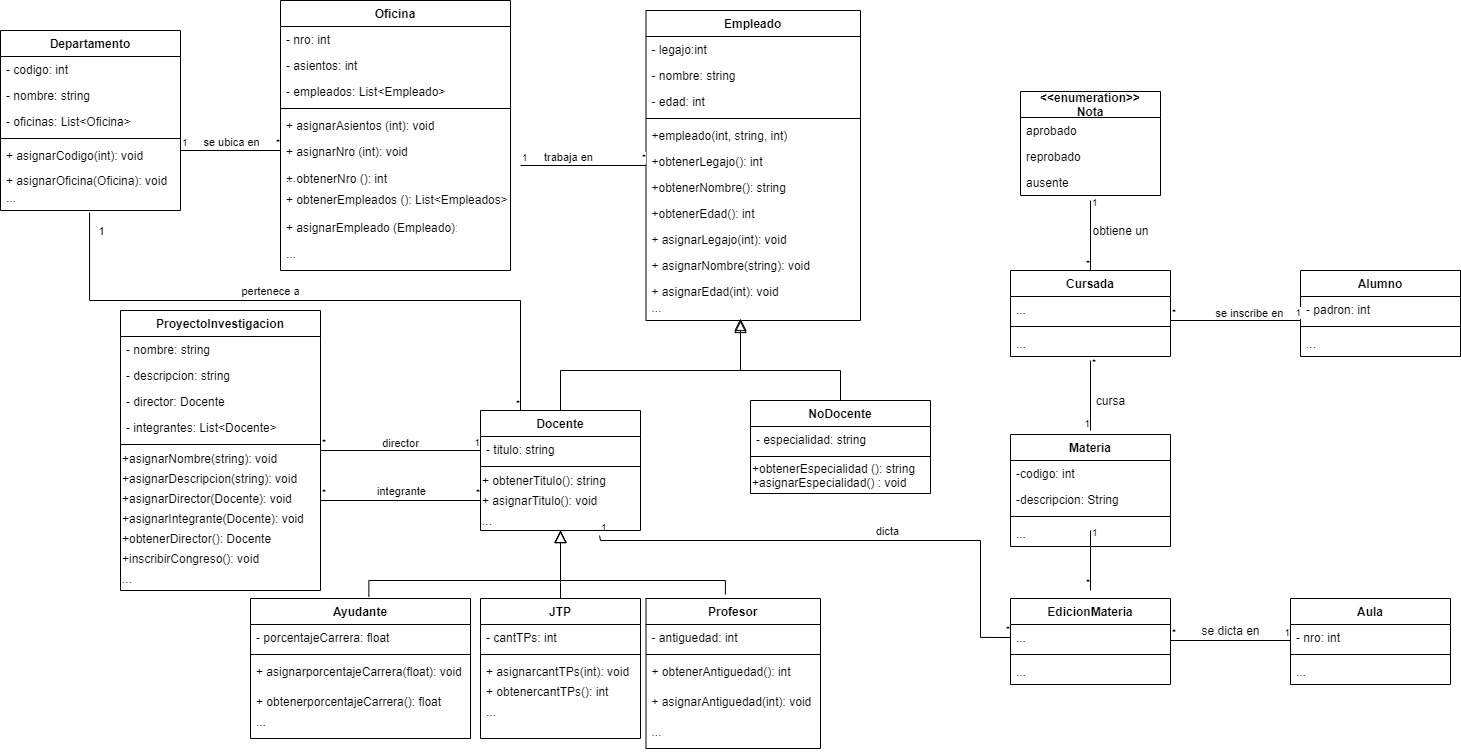 Departamento
- codigo: int
- nombre: string
- oficinas: List<Oficina>
+ asignarCodigo(int): void
+ asignarOficina(Oficina): void
...
1
se ubica en
*
Oficina
- nro: int
- asientos: int
- empleados: List<Empleado>
+ asignarAsientos (int): void
+ asignarNro (int): void
+ obtenerNro (): int
+ obtenerEmpleados (): List<Empleados>
+ asignarEmpleado (Empleado):
...
1
trabaja en
*
Empleado
- legajo:int
- nombre: string
- edad: int
+empleado(int, string, int)
+obtenerLegajo(): int
+obtenerNombre(): string
+obtenerEdad(): int
+ asignarLegajo(int): void
+ asignarNombre(string): void
+ asignarEdad(int): void
...
<<enumeration>>
Nota
aprobado
reprobado
ausente
1
obtiene un
*
Cursada
...
...
*
se inscribe en
1
Alumno
- padron: int
...
*
cursa
1
Materia
-codigo: int
-descripcion: String
...
1
*
1
pertenece a
*
ProyectoInvestigacion
- nombre: string
- descripcion: string
- director: Docente
- integrantes: List<Docente>
+asignarNombre(string): void
+asignarDescripcion(string): void
+asignarDirector(Docente): void
+asignarIntegrante(Docente): void
+obtenerDirector(): Docente
+inscribirCongreso(): void
...
*
director
1
*
integrante
*
Docente
- titulo: string
+ obtenerTitulo(): string
+ asignarTitulo(): void
...
NoDocente
- especialidad: string
+obtenerEspecialidad (): string
+asignarEspecialidad() : void
1
dicta
*
Ayudante
- porcentajeCarrera: float
+ asignarporcentajeCarrera(float): void
+ obtenerporcentajeCarrera(): float
...
JTP
- cantTPs: int
+ asignarcantTPs(int): void
+ obtenercantTPs(): int
...
Profesor
- antiguedad: int
+ obtenerAntiguedad(): int
+ asignarAntiguedad(int): void
...
EdicionMateria
...
...
*
se dicta en
1
Aula
- nro: int
...